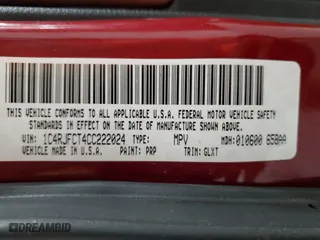 THIS VEHICLE CONFORMS TO ALL APPLICABLE U.S.A. FEDERAL MOTOR VEHICLE SAFETY
STANDARDS IN EFFECT ON THE DATE OF MANUFACTURE SHOWN ABOVE.
VIN: 1C4RJFCT4CC222024 TYPE: MPV MDH: 010600 658AA
VEHICLE MADE IN U.S.A. PAINT: PRP TRIM: GLXT
DREAMBID